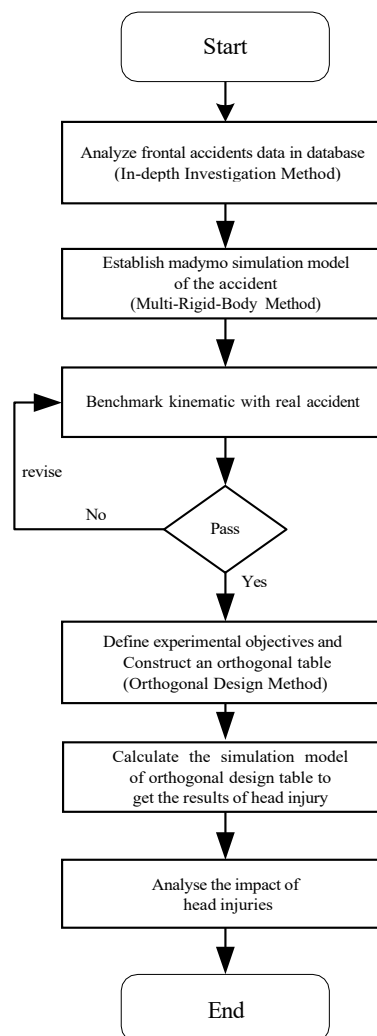 Start
Analyze frontal accidents data in database
(In-depth Investigation Method)
Establish madymo simulation model
of the accident
(Multi-Rigid-Body Method)
Benchmark kinematic with real accident
revise
No
Pass
Yes
Define experimental objectives and
Construct an orthogonal table
(Orthogonal Design Method)
Calculate the simulation model
of orthogonal design table to
get the results of head injury
Analyse the impact of
head injuries
End